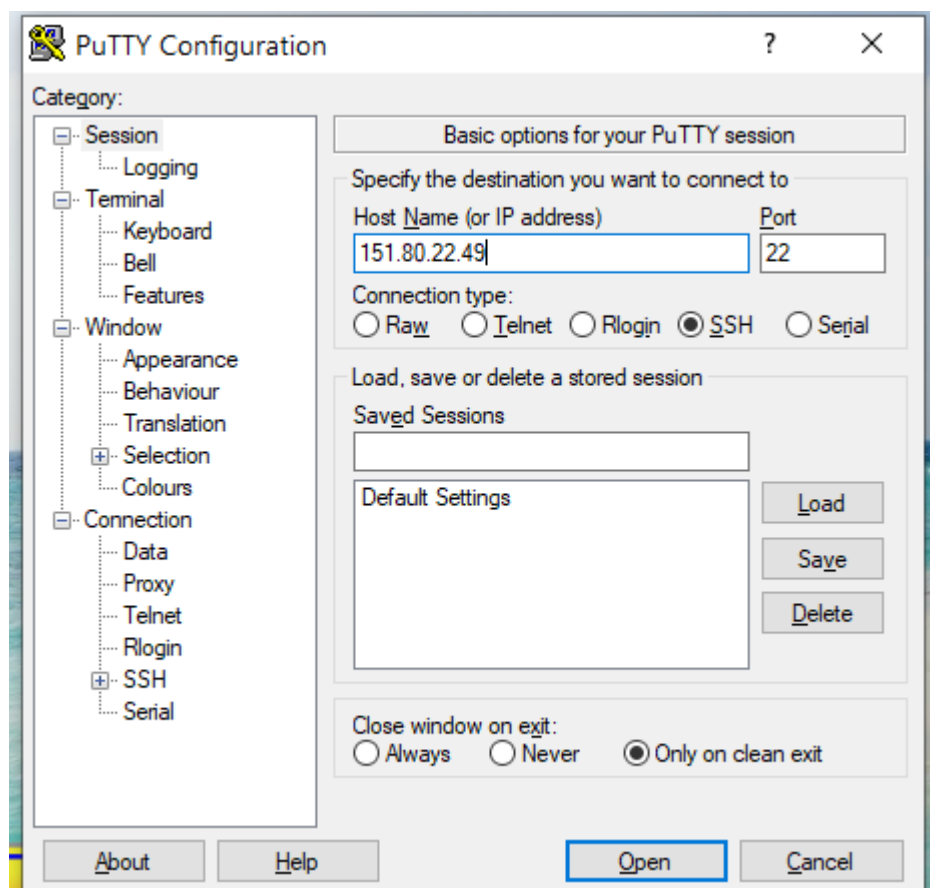 PuTTY Configuration ? ×
Category:
Session
Logging
Terminal
Keyboard
Bell
Features
Window
Appearance
Behaviour
Translation
Selection
Colours
Connection
Data
Proxy
Telnet
Rlogin
SSH
Serial
Basic options for your PuTTY session
Specify the destination you want to connect to
Host Name (or IP address) Port
151.80.22.49 22
Connection type:
Raw Telnet Rlogin SSH Serial
Load, save or delete a stored session
Saved Sessions
Default Settings
Load
Save
Delete
Close window on exit:
Always Never Only on clean exit
About Help Open Cancel